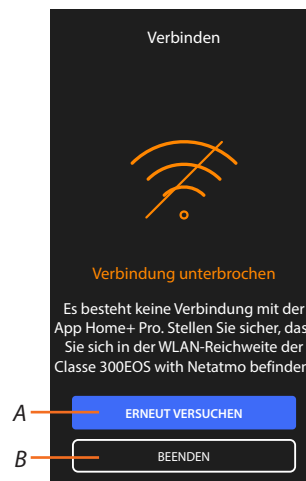 Verbinden
Verbindung unterbrochen
Es besteht keine Verbindung mit der
App Home+ Pro. Stellen Sie sicher, das
Sie sich in der WLAN-Reichweite der
Classe 300EOS with Netatmo befinden
A
ERNEUT VERSUCHEN
B
BEENDEN